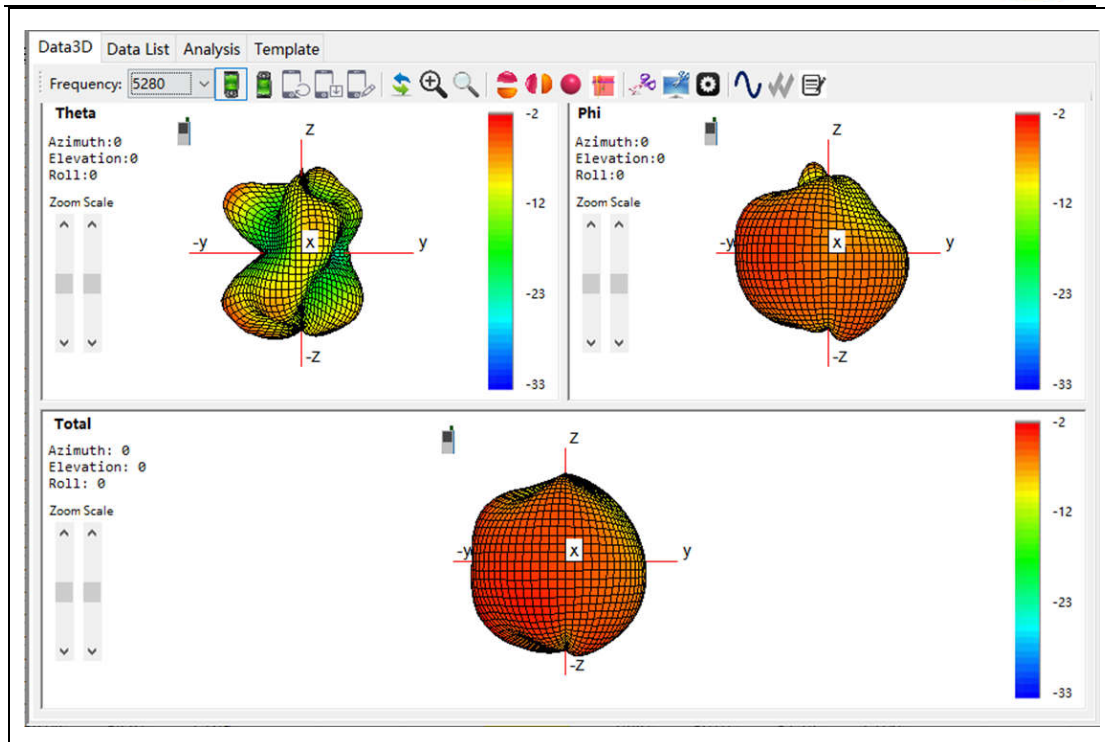 Data3D Data List Analysis Template
Frequency: 5280
Theta
Azimuth:0
Elevation:0
Roll:0
Zoom Scale
Z
-y
X
y
-Z
-2
-12
-23
-33
Phi
Azimuth:0
Elevation:0
Roll:0
Zoom Scale
Z
-y
X
y
-Z
-2
-12
-23
-33
Total
Azimuth: 0
Elevation: 0
Roll: 0
Zoom Scale
Z
-y
X
y
-Z
-2
-12
-23
-33